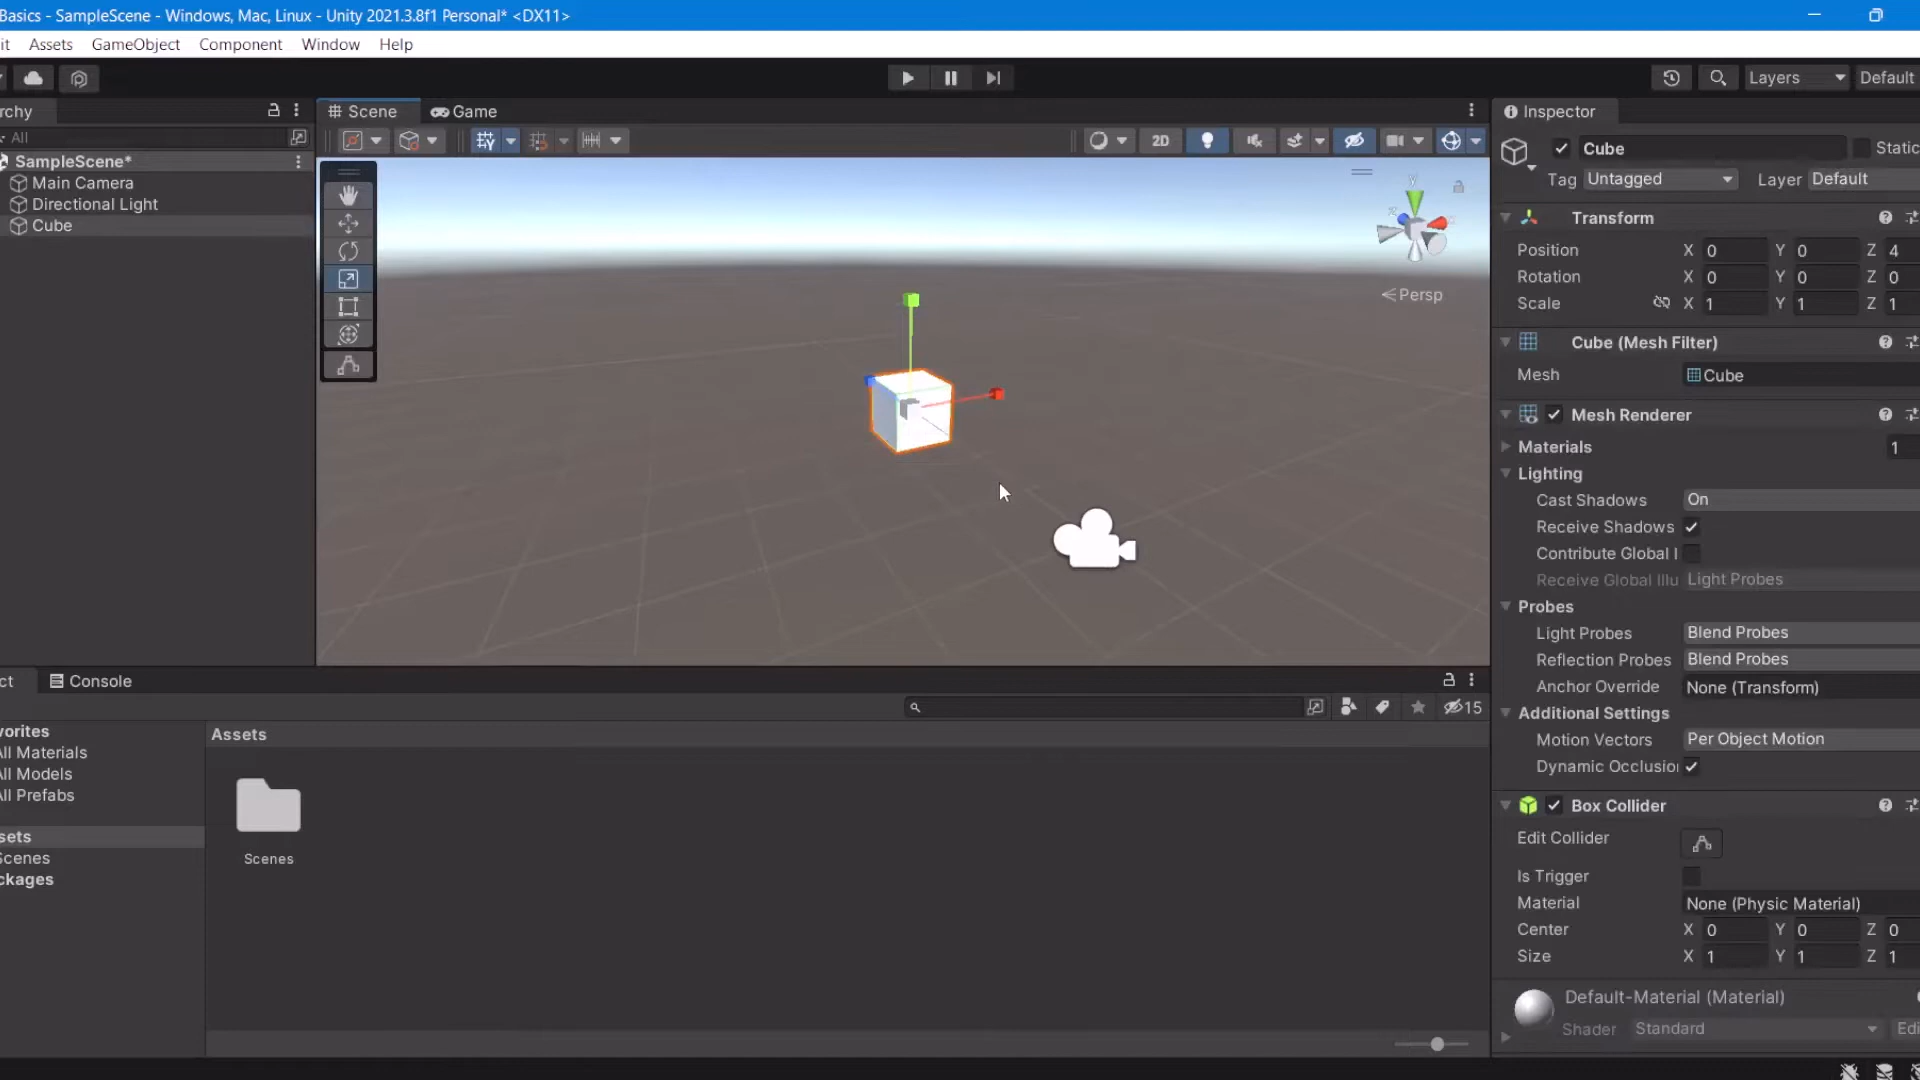 Basics - SampleScene - Windows, Mac, Linux - Unity 2021.3.8f1 Personal* <DX11>
it Assets GameObject Component Window Help
Layers Default
rchy
Scene Game
Inspector
All
2D
SampleScene*
Main Camera
Directional Light
Cube
y
Persp
Cube Static
Tag Untagged Layer Default
Transform
Position X 0 Y 0 Z 4
Rotation X 0 Y 0 Z 0
Scale X 1 Y 1 Z 1
Cube (Mesh Filter)
Mesh Cube
Mesh Renderer
Materials 1
Lighting
Cast Shadows On
Receive Shadows
Contribute Global I
Receive Global Illu Light Probes
Probes
Light Probes Blend Probes
Reflection Probes Blend Probes
Anchor Override None (Transform)
Additional Settings
Motion Vectors Per Object Motion
Dynamic Occlusio
Box Collider
Edit Collider
Is Trigger
Material None (Physic Material)
Center X 0 Y 0 Z 0
Size X 1 Y 1 Z 1
Default-Material (Material)
Shader Standard Edi
ct Console
15
vorites
All Materials
All Models
All Prefabs
sets
Scenes
ckages
Assets
Scenes